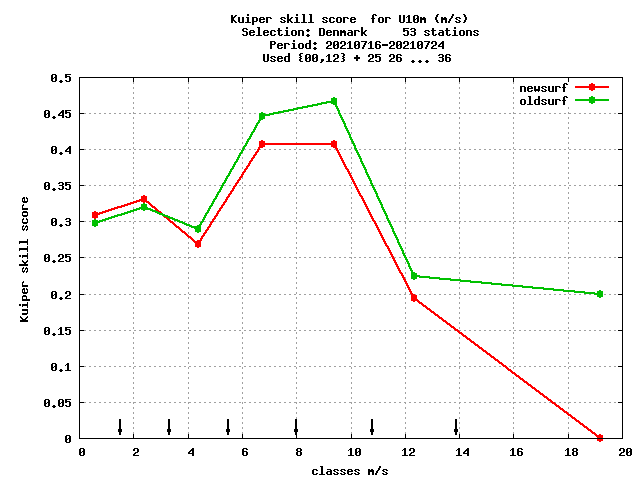 Kuiper skill score  for U10m (m/s)
Selection: Denmark     53 stations
Period: 20210716-20210724
Used {00,12} + 25 26 ... 36
newsurf
oldsurf
0.5
0.45
0.4
0.35
0.3
0.25
0.2
0.15
0.1
0.05
0
Kuiper skill score
0 2 4 6 8 10 12 14 16 18 20
classes m/s